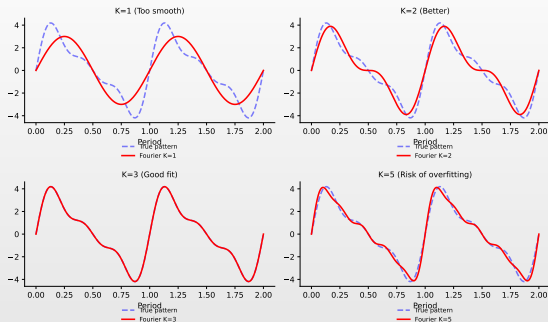 K=1 (Too smooth)
4
2
0
−2
−4
0.00 0.25 0.50 0.75 1.00 1.25 1.50 1.75 2.00
Period
True pattern
Fourier K=1
K=2 (Better)
4
2
0
−2
−4
0.00 0.25 0.50 0.75 1.00 1.25 1.50 1.75 2.00
Period
True pattern
Fourier K=2
K=3 (Good fit)
4
2
0
−2
−4
0.00 0.25 0.50 0.75 1.00 1.25 1.50 1.75 2.00
Period
True pattern
Fourier K=3
K=5 (Risk of overfitting)
4
2
0
−2
−4
0.00 0.25 0.50 0.75 1.00 1.25 1.50 1.75 2.00
Period
True pattern
Fourier K=5